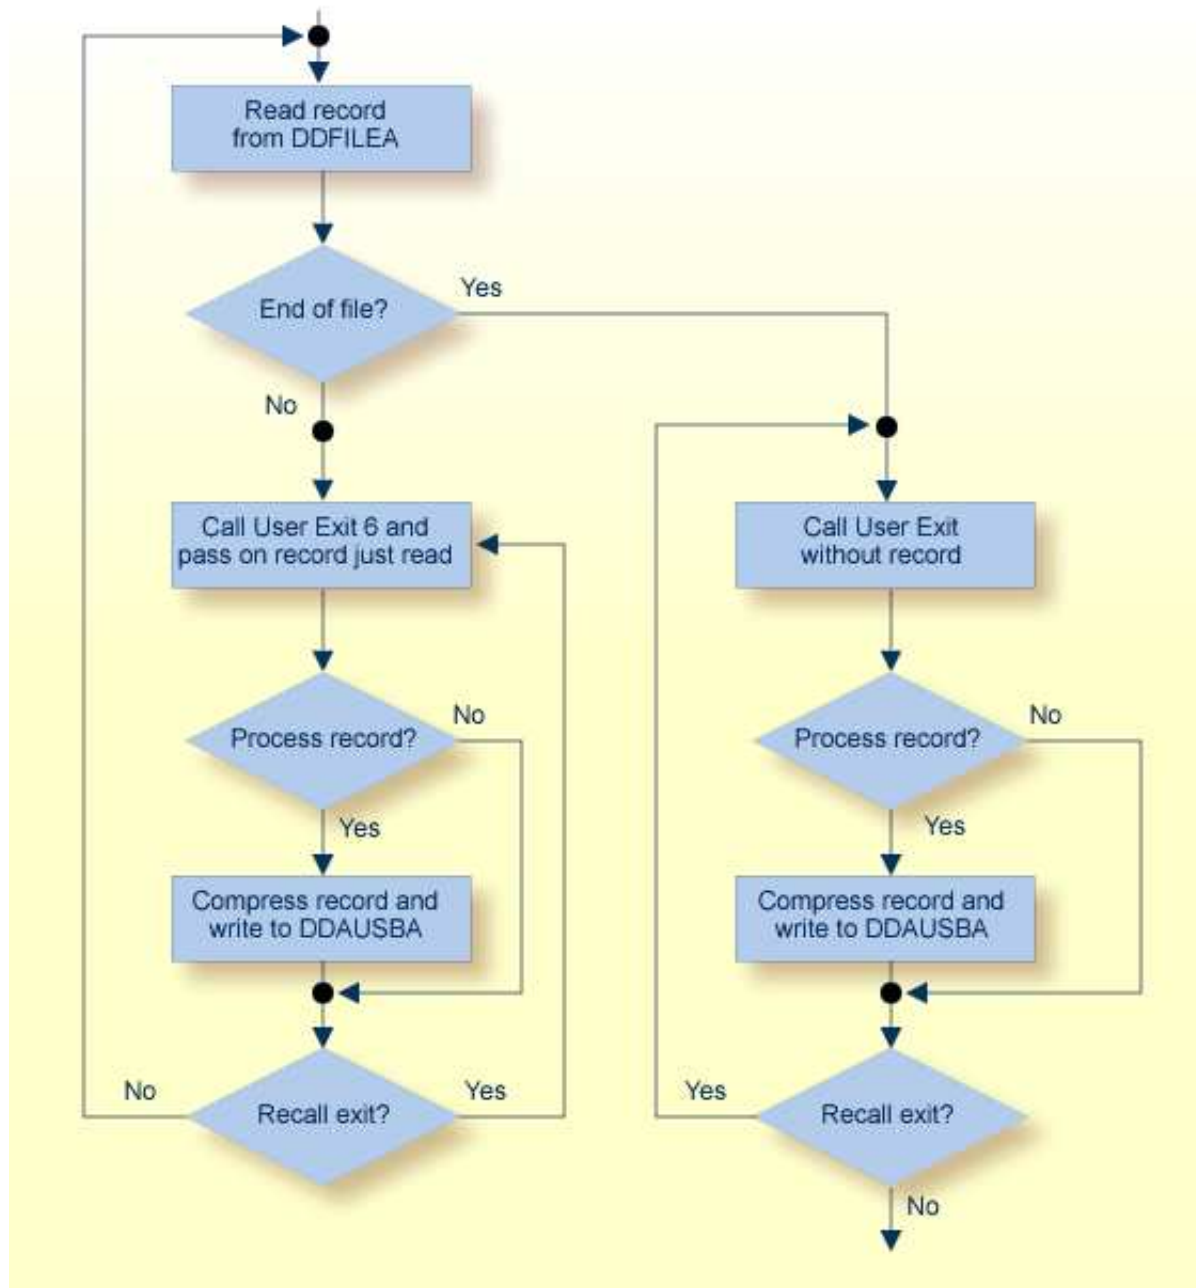 Read record
from DDFILEA
End of file?
Yes
No
Call User Exit 6 and
pass on record just read
Call User Exit
without record
Process record?
No
Process record?
No
Yes
Yes
Compress record and
write to DDAUSBA
Compress record and
write to DDAUSBA
No
Recall exit?
Yes
Yes
Recall exit?
No